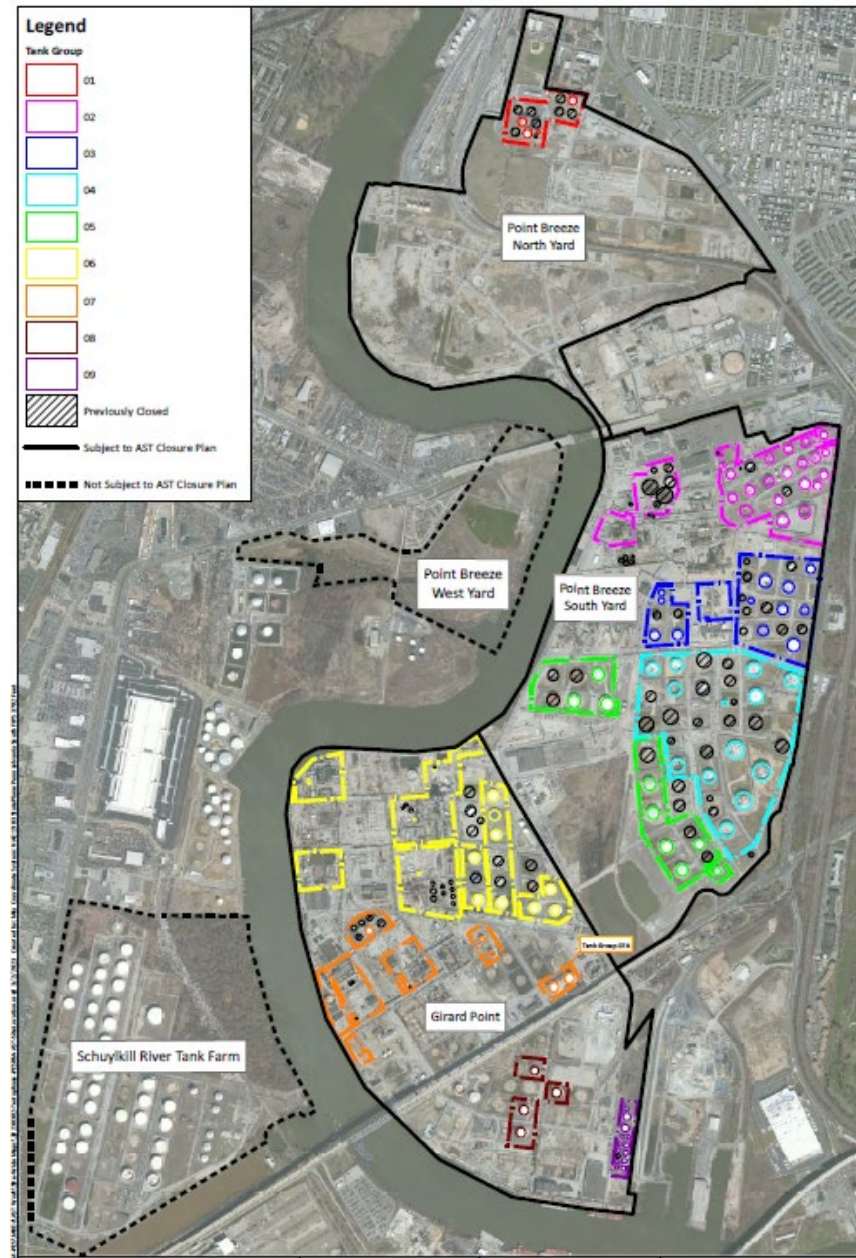 Legend
Tank Group
01
02
03
04
05
06
07
08
09
Previously Closed
Subject to AST Closure Plan
Not Subject to AST Closure Plan
Point Breeze
North Yard
Point Breeze
West Yard
Point Breeze
South Yard
Tank Group
Girard Point
Schuylkill River Tank Farm